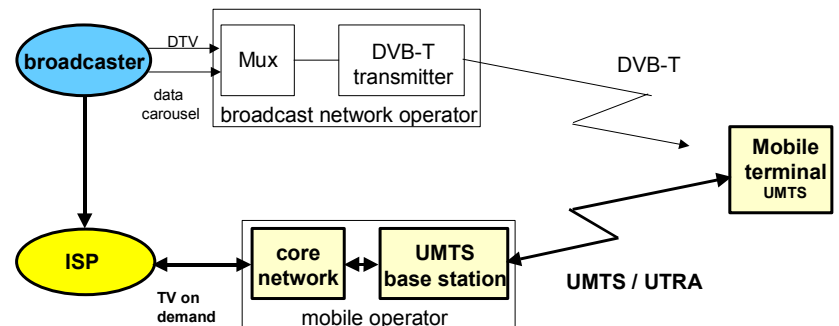 broadcaster
DTV
data
carousel
Mux
DVB-T
transmitter
broadcast network operator
DVB-T
Mobile
terminal
UMTS
ISP
TV on
demand
core
network
UMTS
base station
mobile operator
UMTS / UTRA